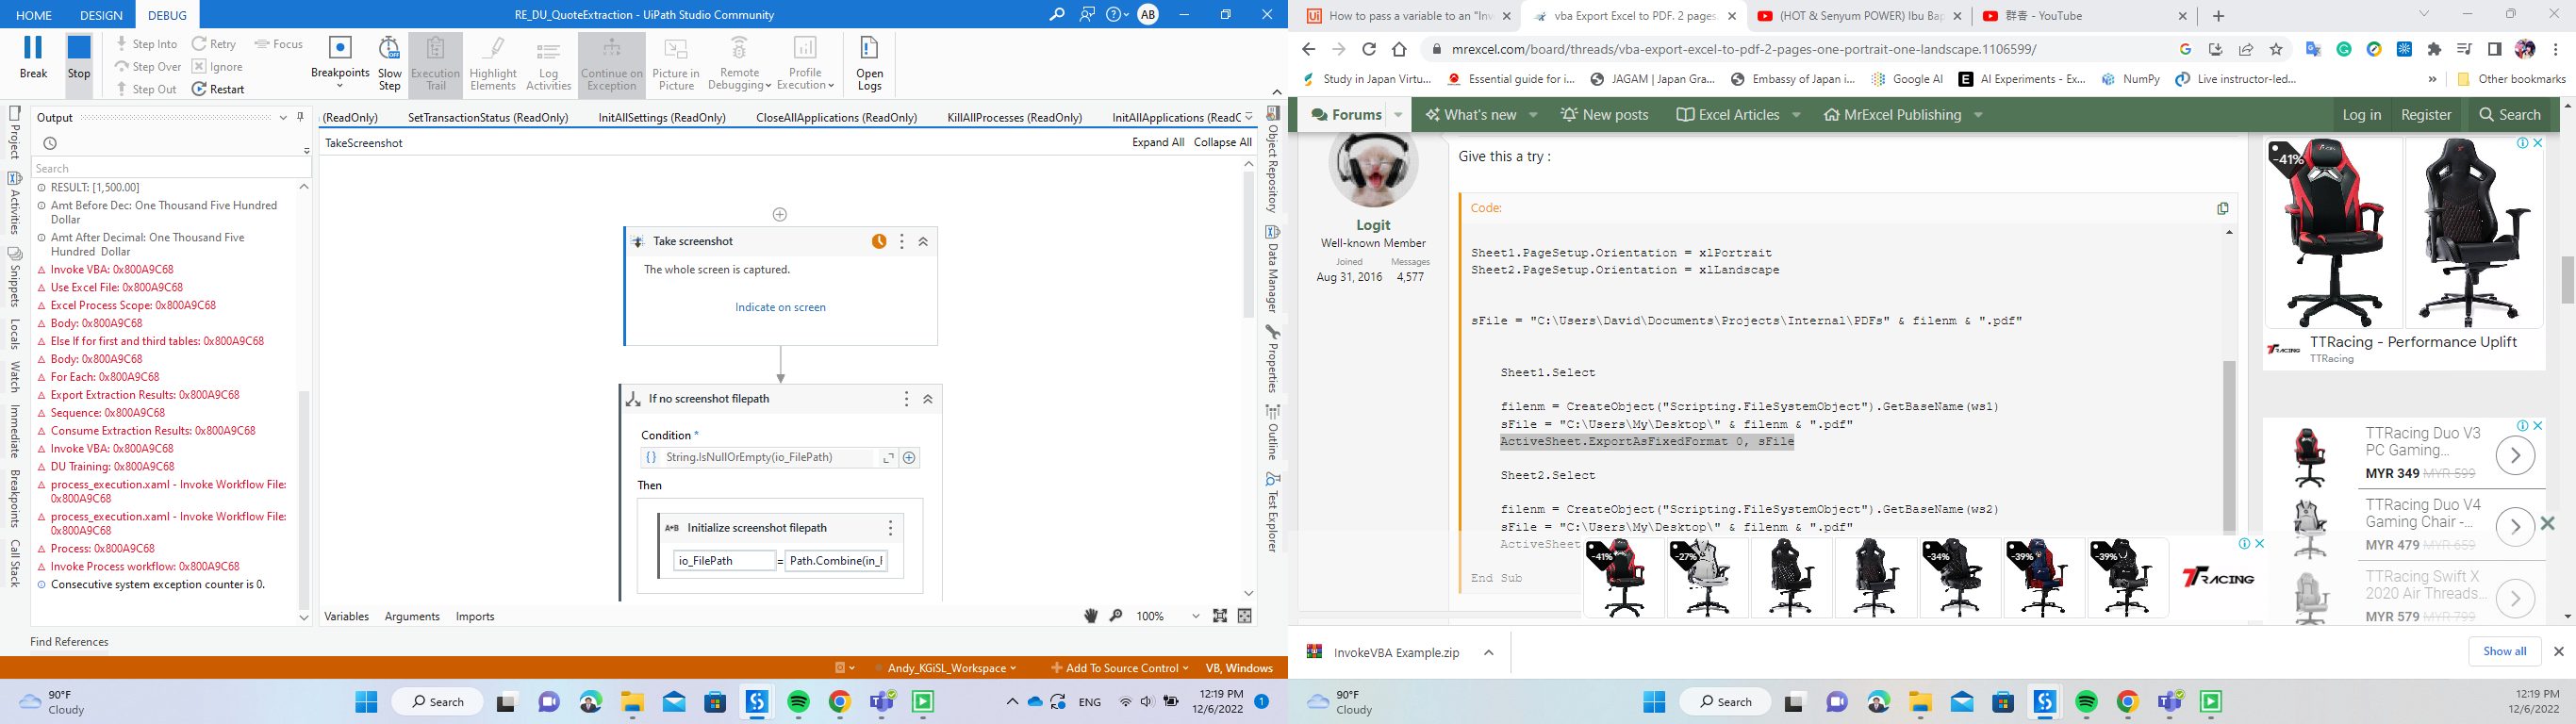 HOME
DESIGN
DEBUG
RE_DU_QuoteExtraction - UiPath Studio Community
AB
Break
Stop
Step Into
Step Over
Step Out
Retry
Ignore
Restart
Focus
Breakpoints
Slow Step
Execution Trail
Highlight Elements
Log Activities
Continue on Exception
Picture in Picture
Remote Debugging
Profile Execution
Open Logs
Output
Search
RESULT: [1,500.00]
Amt Before Dec: One Thousand Five Hundred
Dollar
Amt After Decimal: One Thousand Five
Hundred Dollar
Invoke VBA: 0x800A9C68
Use Excel File: 0x800A9C68
Excel Process Scope: 0x800A9C68
Body: 0x800A9C68
Else If for first and third tables: 0x800A9C68
Body: 0x800A9C68
For Each: 0x800A9C68
Export Extraction Results: 0x800A9C68
Sequence: 0x800A9C68
Consume Extraction Results: 0x800A9C68
Invoke VBA: 0x800A9C68
DU Training: 0x800A9C68
process_execution.xaml - Invoke Workflow File:
0x800A9C68
process_execution.xaml - Invoke Workflow File:
0x800A9C68
Process: 0x800A9C68
Invoke Process workflow: 0x800A9C68
Consecutive system exception counter is 0.
Find References
Project
Activities
Snippets
Locals
Watch
Immediate
Breakpoints
Call Stack
(ReadOnly)
SetTransactionStatus (ReadOnly)
InitAllSettings (ReadOnly)
CloseAllApplications (ReadOnly)
KillAllProcesses (ReadOnly)
InitAllApplications (ReadC
TakeScreenshot
Expand All
Collapse All
Take screenshot
The whole screen is captured.
Indicate on screen
If no screenshot filepath
Condition *
String.IsNullOrEmpty(io_FilePath)
Then
A*B Initialize screenshot filepath
io_FilePath = Path.Combine(in_F
Variables
Arguments
Imports
100%
Object Repository
Data Manager
Properties
Outline
Test Explorer
Andy_KGiSL_Workspace
Add To Source Control
VB, Windows
90°F
Cloudy
Search
ENG
12:19 PM
12/6/2022
1
How to pass a variable to an "Inv
vba Export Excel to PDF. 2 pages
(HOT & Senyum POWER) Ibu Bap
群青 - YouTube
mrexcel.com/board/threads/vba-export-excel-to-pdf-2-pages-one-portrait-one-landscape.1106599/
Study in Japan Virtu...
Essential guide for i...
JAGAM | Japan Gra...
Embassy of Japan i...
Google AI
AI Experiments - Ex...
NumPy
Live instructor-led...
»
Other bookmarks
Forums
What's new
New posts
Excel Articles
MrExcel Publishing
Log in
Register
Search
Logit
Well-known Member
Joined
Messages
Aug 31, 2016
4,577
Give this a try :
Code:
Sheet1.PageSetup.Orientation = xlPortrait
Sheet2.PageSetup.Orientation = xlLandscape
sFile = "C:\Users\David\Documents\Projects\Internal\PDFs" & filenm & ".pdf"
Sheet1.Select
filenm = CreateObject("Scripting.FileSystemObject").GetBaseName(ws1)
sFile = "C:\Users\My\Desktop\" & filenm & ".pdf"
ActiveSheet.ExportAsFixedFormat 0, sFile
Sheet2.Select
filenm = CreateObject("Scripting.FileSystemObject").GetBaseName(ws2)
sFile = "C:\Users\My\Desktop\" & filenm & ".pdf"
ActiveSheet
End Sub
-41%
-27%
-34%
-39%
-39%
RACING
-41%
TTRacing - Performance Uplift
TTRacing
TTRacing Duo V3
PC Gaming...
MYR 349 MYR 599
TTRacing Duo V4
Gaming Chair -...
MYR 479 MYR 659
TTRacing Swift X
2020 Air Threads...
MYR 579 MYR 799
InvokeVBA Example.zip
Show all
90°F
Cloudy
Search
12:19 PM
12/6/2022